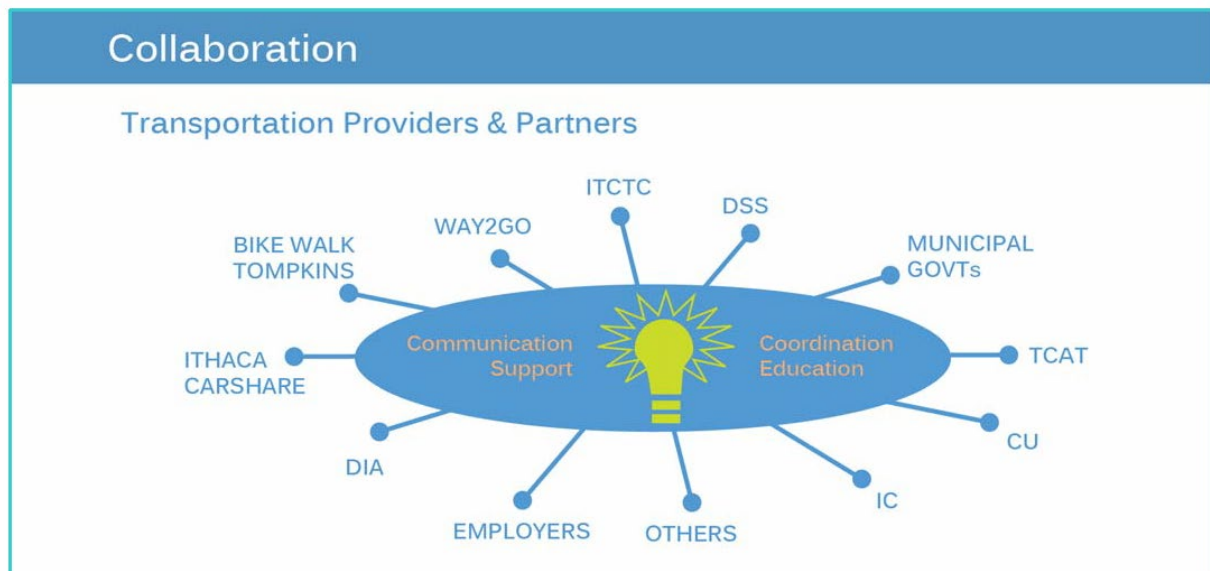 Collaboration
Transportation Providers & Partners
ITCTC
DSS
WAY2GO
BIKE WALK
TOMPKINS
MUNICIPAL
GOVTs
Communication
Support
Coordination
Education
ITHACA
CARSHARE
TCAT
DIA
CU
EMPLOYERS
OTHERS
IC